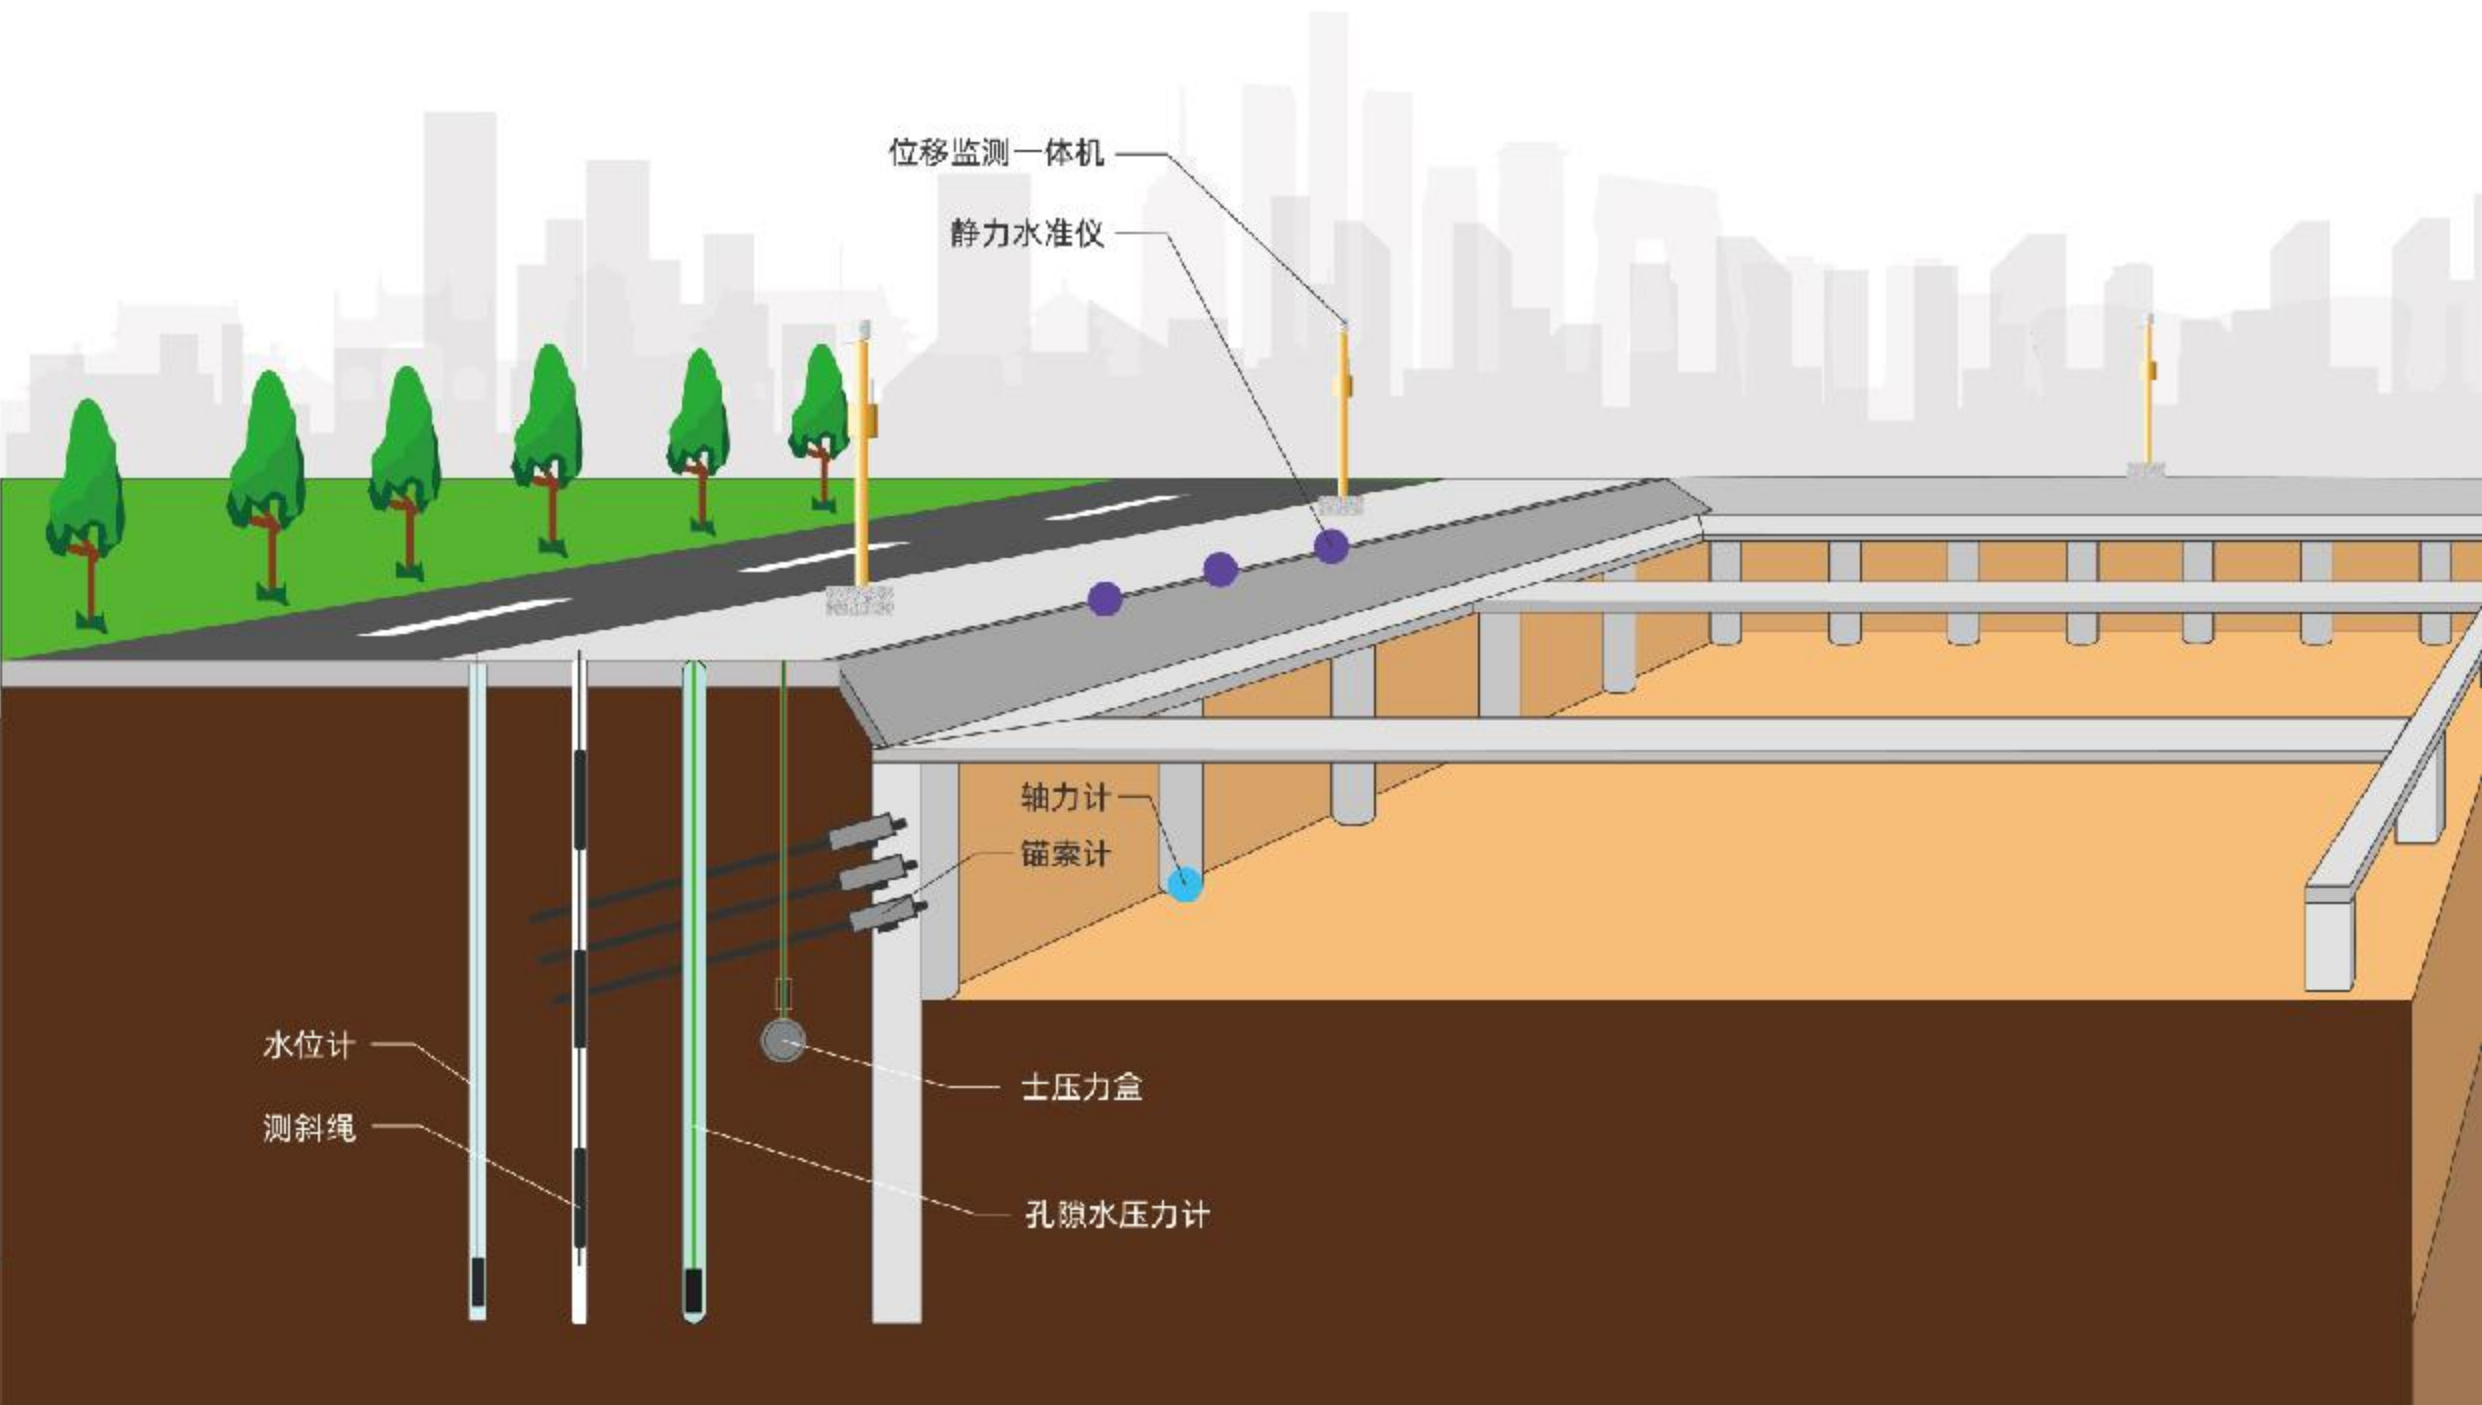 位移监测一体机
静力水准仪
轴力计
锚索计
水位计
测斜绳
士压力盒
孔隙水压力计